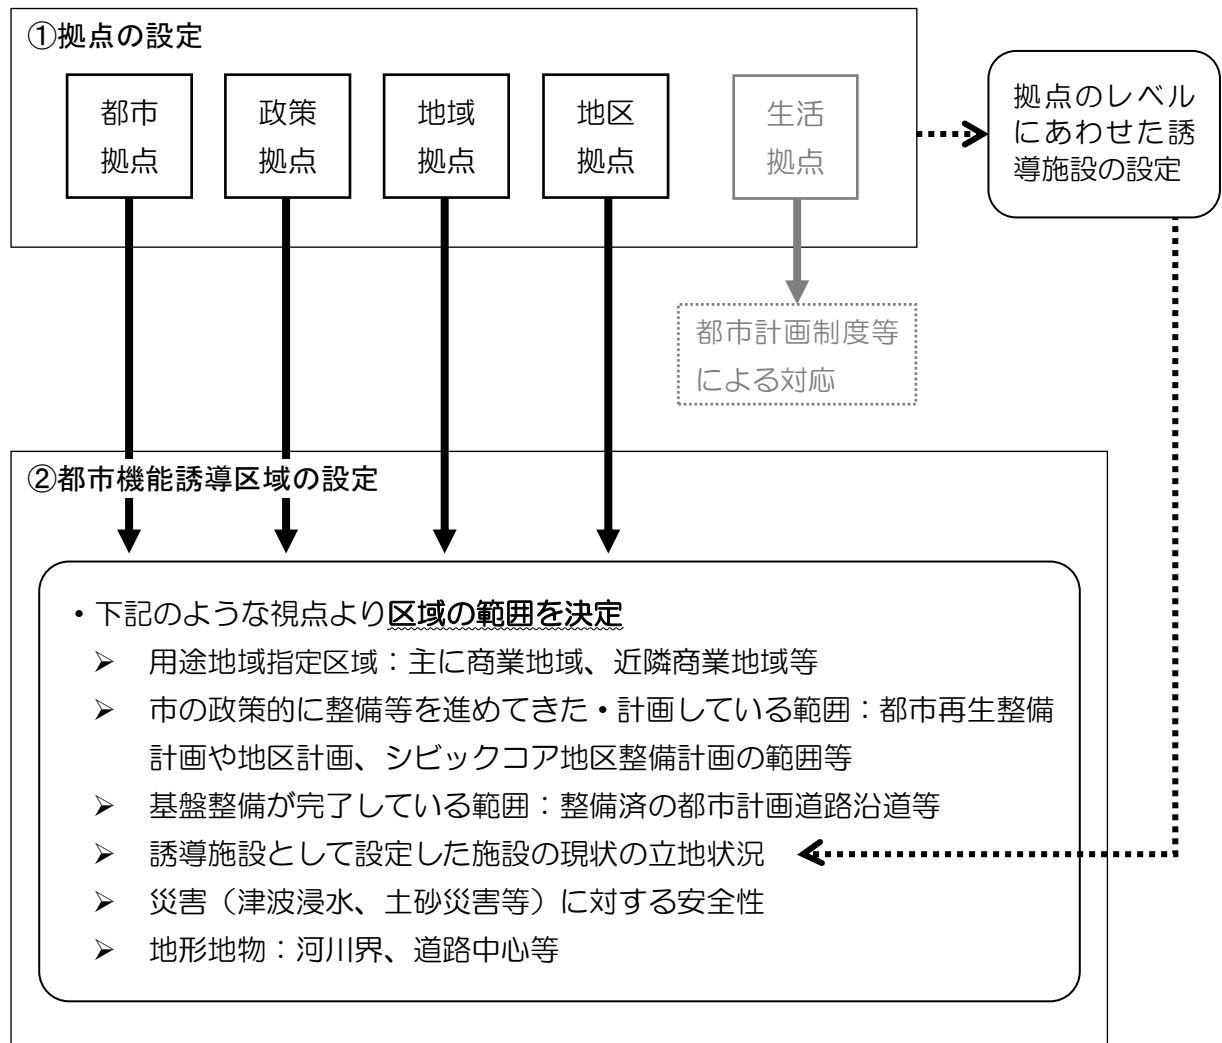 ①拠点の設定
都市
拠点
政策
拠点
地域
拠点
地区
拠点
生活
拠点
拠点のレベル
にあわせた誘
導施設の設定
都市計画制度等
による対応
②都市機能誘導区域の設定
・下記のような視点より区域の範囲を決定
➢ 用途地域指定区域：主に商業地域、近隣商業地域等
➢ 市の政策的に整備等を進めてきた・計画している範囲：都市再生整備
計画や地区計画、シビックコア地区整備計画の範囲等
➢ 基盤整備が完了している範囲：整備済の都市計画道路沿道等
➢ 誘導施設として設定した施設の現状の立地状況
➢ 災害（津波浸水、土砂災害等）に対する安全性
➢ 地形地物：河川界、道路中心等